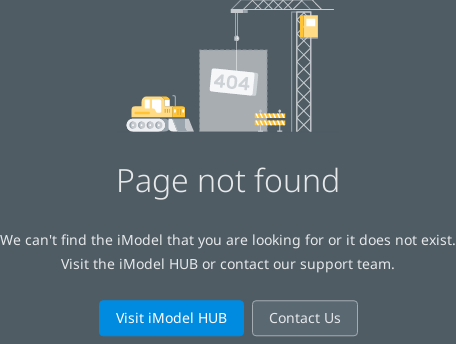 404
Page not found
We can't find the iModel that you are looking for or it does not exist.
Visit the iModel HUB or contact our support team.
Visit iModel HUB
Contact Us